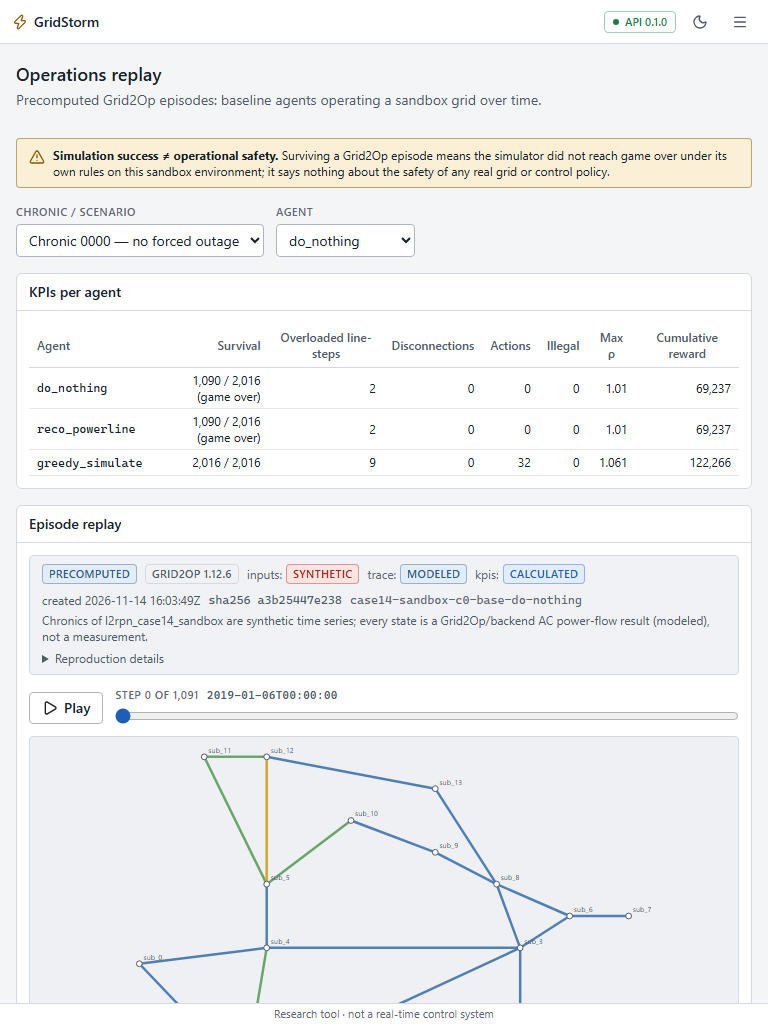 GridStorm
API 0.1.0
Operations replay
Precomputed Grid2Op episodes: baseline agents operating a sandbox grid over time.
Simulation success ≠ operational safety. Surviving a Grid2Op episode means the simulator did not reach game over under its
own rules on this sandbox environment; it says nothing about the safety of any real grid or control policy.
CHRONIC / SCENARIO AGENT
Chronic 0000 — no forced outage do_nothing
KPIs per agent
Agent Survival Overloaded line-steps Disconnections Actions Illegal Max ρ Cumulative reward
do_nothing 1,090 / 2,016 (game over) 2 0 0 0 1.01 69,237
reco_powerline 1,090 / 2,016 (game over) 2 0 0 0 1.01 69,237
greedy_simulate 2,016 / 2,016 9 0 32 0 1.061 122,266
Episode replay
PRECOMPUTED GRID2OP 1.12.6 inputs: SYNTHETIC trace: MODELED kpis: CALCULATED
created 2026-11-14 16:03:49Z sha256 a3b25447e238 case14-sandbox-c0-base-do-nothing
Chronics of l2rpn_case14_sandbox are synthetic time series; every state is a Grid2Op/backend AC power-flow result (modeled),
not a measurement.
Reproduction details
Play
STEP 0 OF 1,091 2019-01-06T00:00:00
sub_11
sub_12
sub_13
sub_10
sub_9
sub_5
sub_8
sub_6
sub_7
sub_4
sub_3
sub_0
Research tool · not a real-time control system